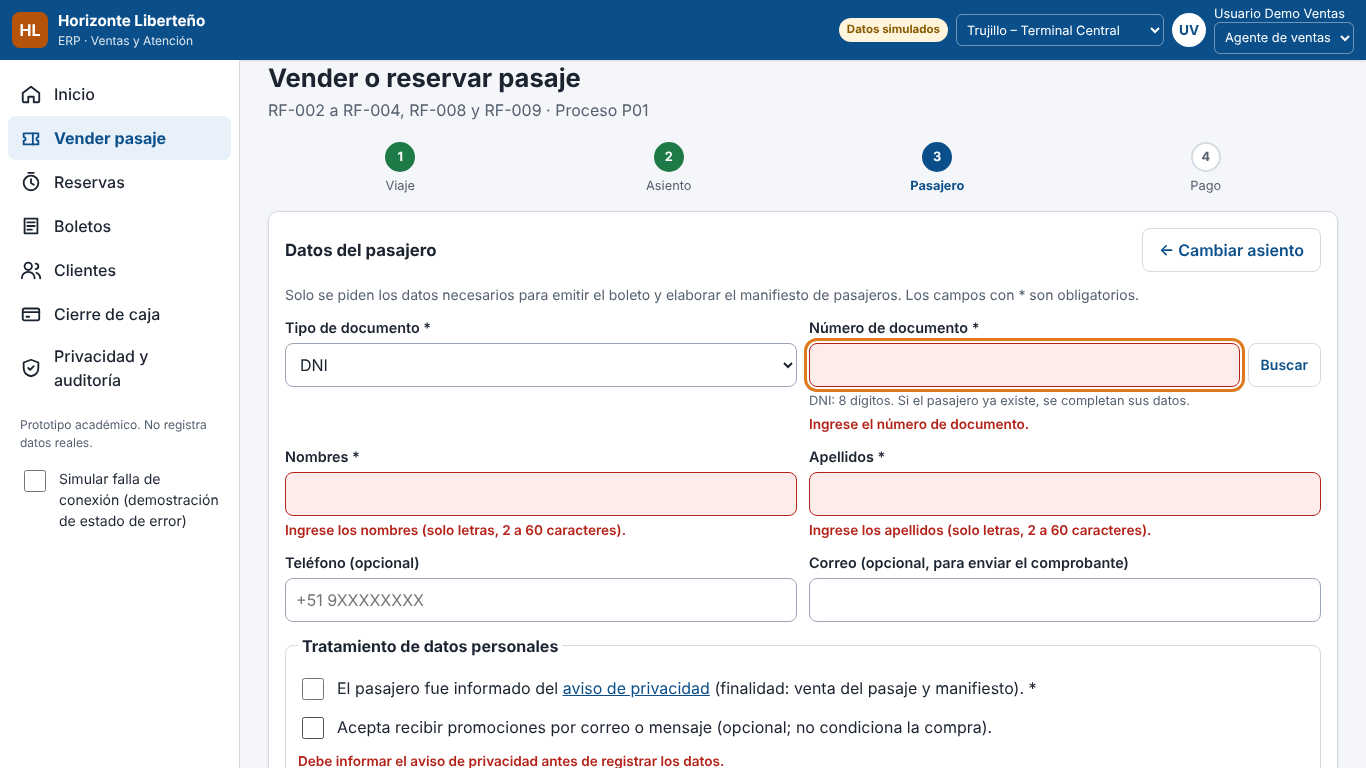 HL
Horizonte Liberteño
ERP · Ventas y Atención
Datos simulados
Trujillo – Terminal Central
UV
Usuario Demo Ventas
Agente de ventas
Inicio
Vender pasaje
Reservas
Boletos
Clientes
Cierre de caja
Privacidad y
auditoría
Prototipo académico. No registra
datos reales.
Simular falla de
conexión (demostración
de estado de error)
Vender o reservar pasaje
RF-002 a RF-004, RF-008 y RF-009 · Proceso P01
1
Viaje
2
Asiento
3
Pasajero
4
Pago
Datos del pasajero
← Cambiar asiento
Solo se piden los datos necesarios para emitir el boleto y elaborar el manifiesto de pasajeros. Los campos con * son obligatorios.
Tipo de documento *
DNI
Número de documento *
Buscar
DNI: 8 dígitos. Si el pasajero ya existe, se completan sus datos.
Ingrese el número de documento.
Nombres *
Ingrese los nombres (solo letras, 2 a 60 caracteres).
Apellidos *
Ingrese los apellidos (solo letras, 2 a 60 caracteres).
Teléfono (opcional)
+51 9XXXXXXXX
Correo (opcional, para enviar el comprobante)
Tratamiento de datos personales
El pasajero fue informado del aviso de privacidad (finalidad: venta del pasaje y manifiesto). *
Acepta recibir promociones por correo o mensaje (opcional; no condiciona la compra).
Debe informar el aviso de privacidad antes de registrar los datos.